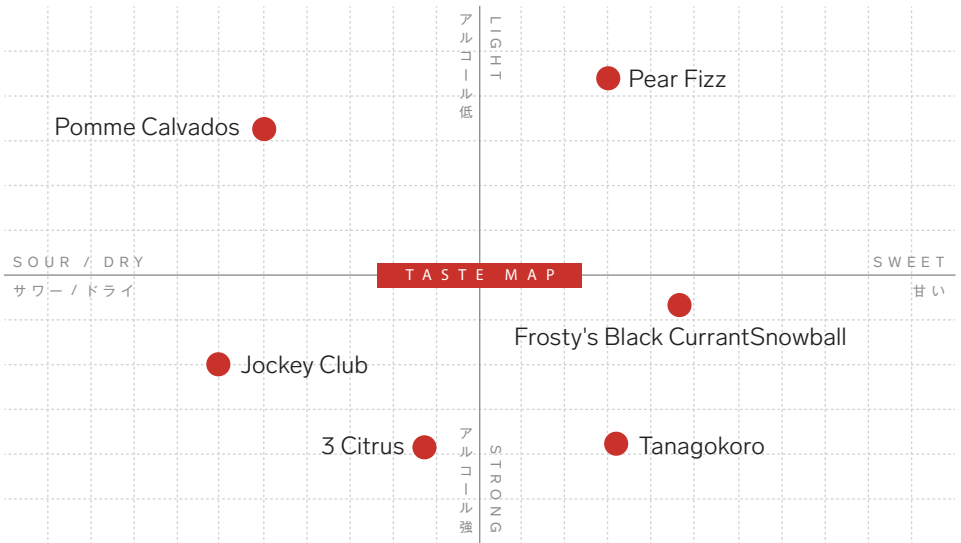 アルコール低
LIGHT
Pear Fizz
Pomme Calvados
SOUR / DRY
TASTE MAP
SWEET
サワー / ドライ
甘い
Frosty's Black CurrantSnowball
Jockey Club
3 Citrus
アルコール強
STRONG
Tanagokoro